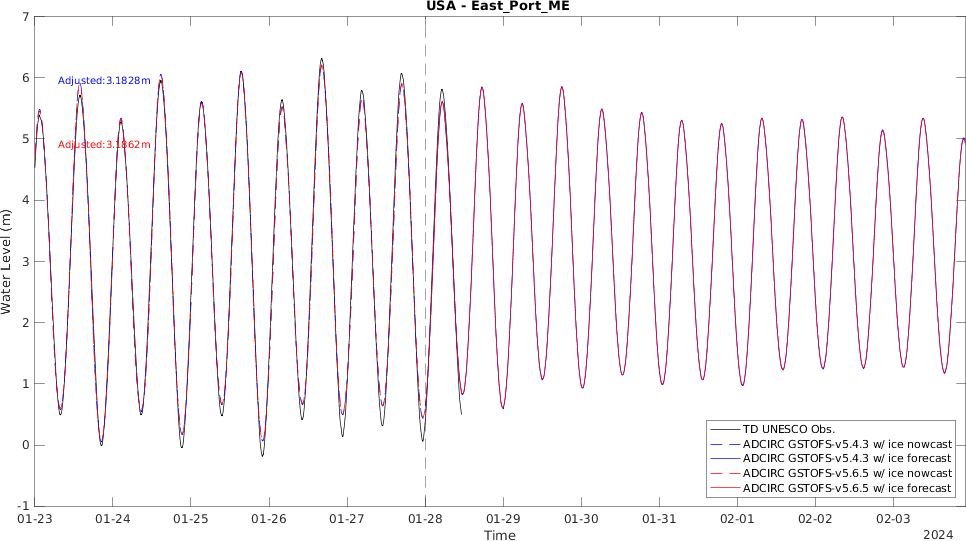 USA - East_Port_ME
7
6
5
4
3
2
1
0
-1
Water Level (m)
Adjusted:3.1828m
Adjusted:3.1862m
TD UNESCO Obs.
ADCIRC GSTOFS-v5.4.3 w/ ice nowcast
ADCIRC GSTOFS-v5.4.3 w/ ice forecast
ADCIRC GSTOFS-v5.6.5 w/ ice nowcast
ADCIRC GSTOFS-v5.6.5 w/ ice forecast
01-23 01-24 01-25 01-26 01-27 01-28 01-29 01-30 01-31 02-01 02-02 02-03
Time
2024